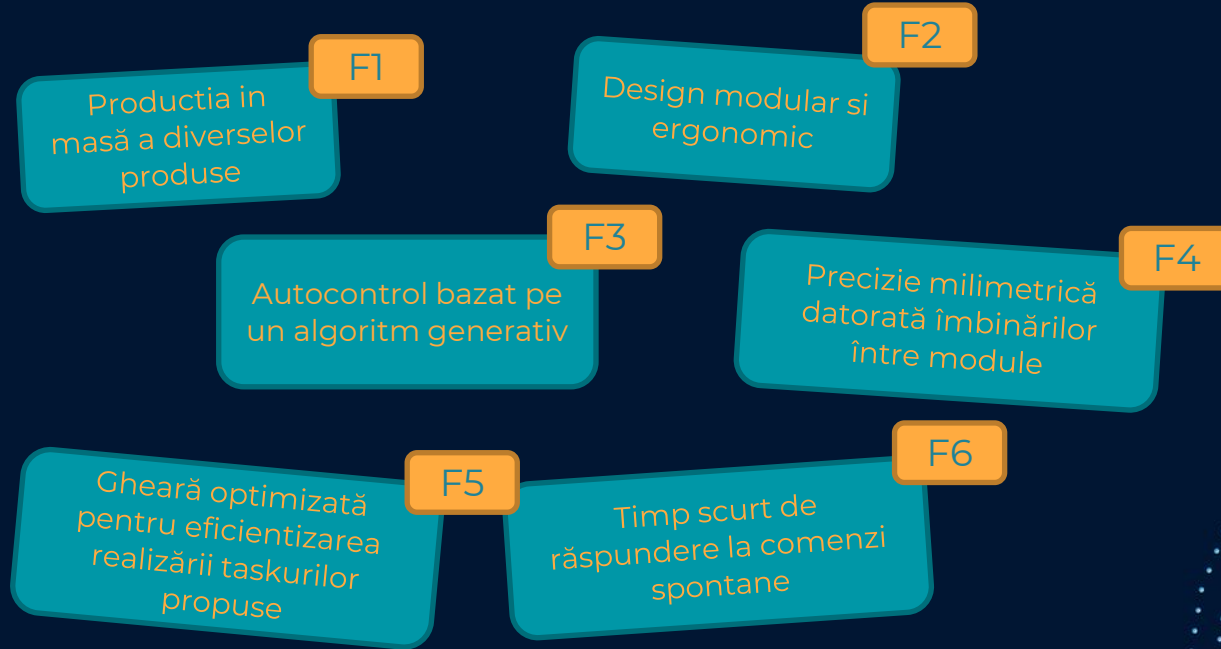 F1
Productia in
masă a diverselor
produse
F2
Design modular si
ergonomic
F3
Autocontrol bazat pe
un algoritm generativ
F4
Precizie milimetrică
datorată îmbinărilor
între module
F5
Gheară optimizată
pentru eficientizarea
realizării taskurilor
propuse
F6
Timp scurt de
răspundere la comenzi
spontane